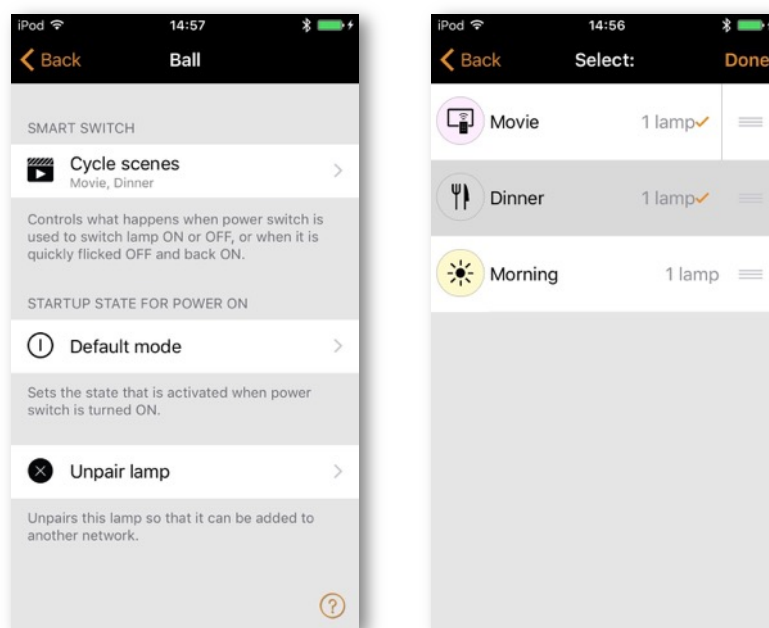 iPod 14:57
Back Ball
SMART SWITCH
Cycle scenes
Movie, Dinner
Controls what happens when power switch is
used to switch lamp ON or OFF, or when it is
quickly flicked OFF and back ON.
STARTUP STATE FOR POWER ON
Default mode
Sets the state that is activated when power
switch is turned ON.
Unpair lamp
Unpairs this lamp so that it can be added to
another network.
?
iPod 14:56
Back Select: Done
Movie 1 lamp
Dinner 1 lamp
Morning 1 lamp